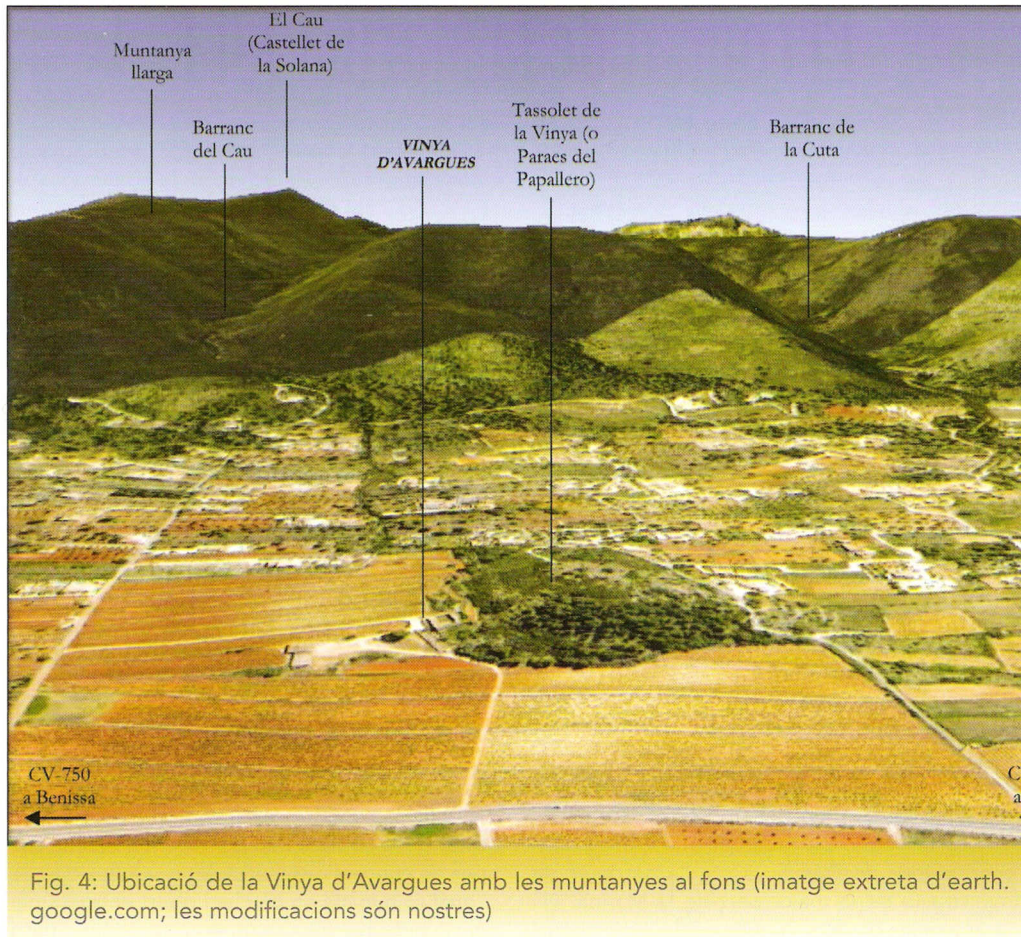 El Cau
(Castellet de
la Solana)
Muntanya
llarga
Barranc
del Cau
VINYA
D'AVARGUES
Tassolet de
la Vinya (o
Paraes del
Papallero)
Barranc de
la Cuta
CV-750
a Benissa
C
a
Fig. 4: Ubicació de la Vinya d'Avargues amb les muntanyes al fons (imatge extreta d'earth.
google.com; les modificacions són nostres)